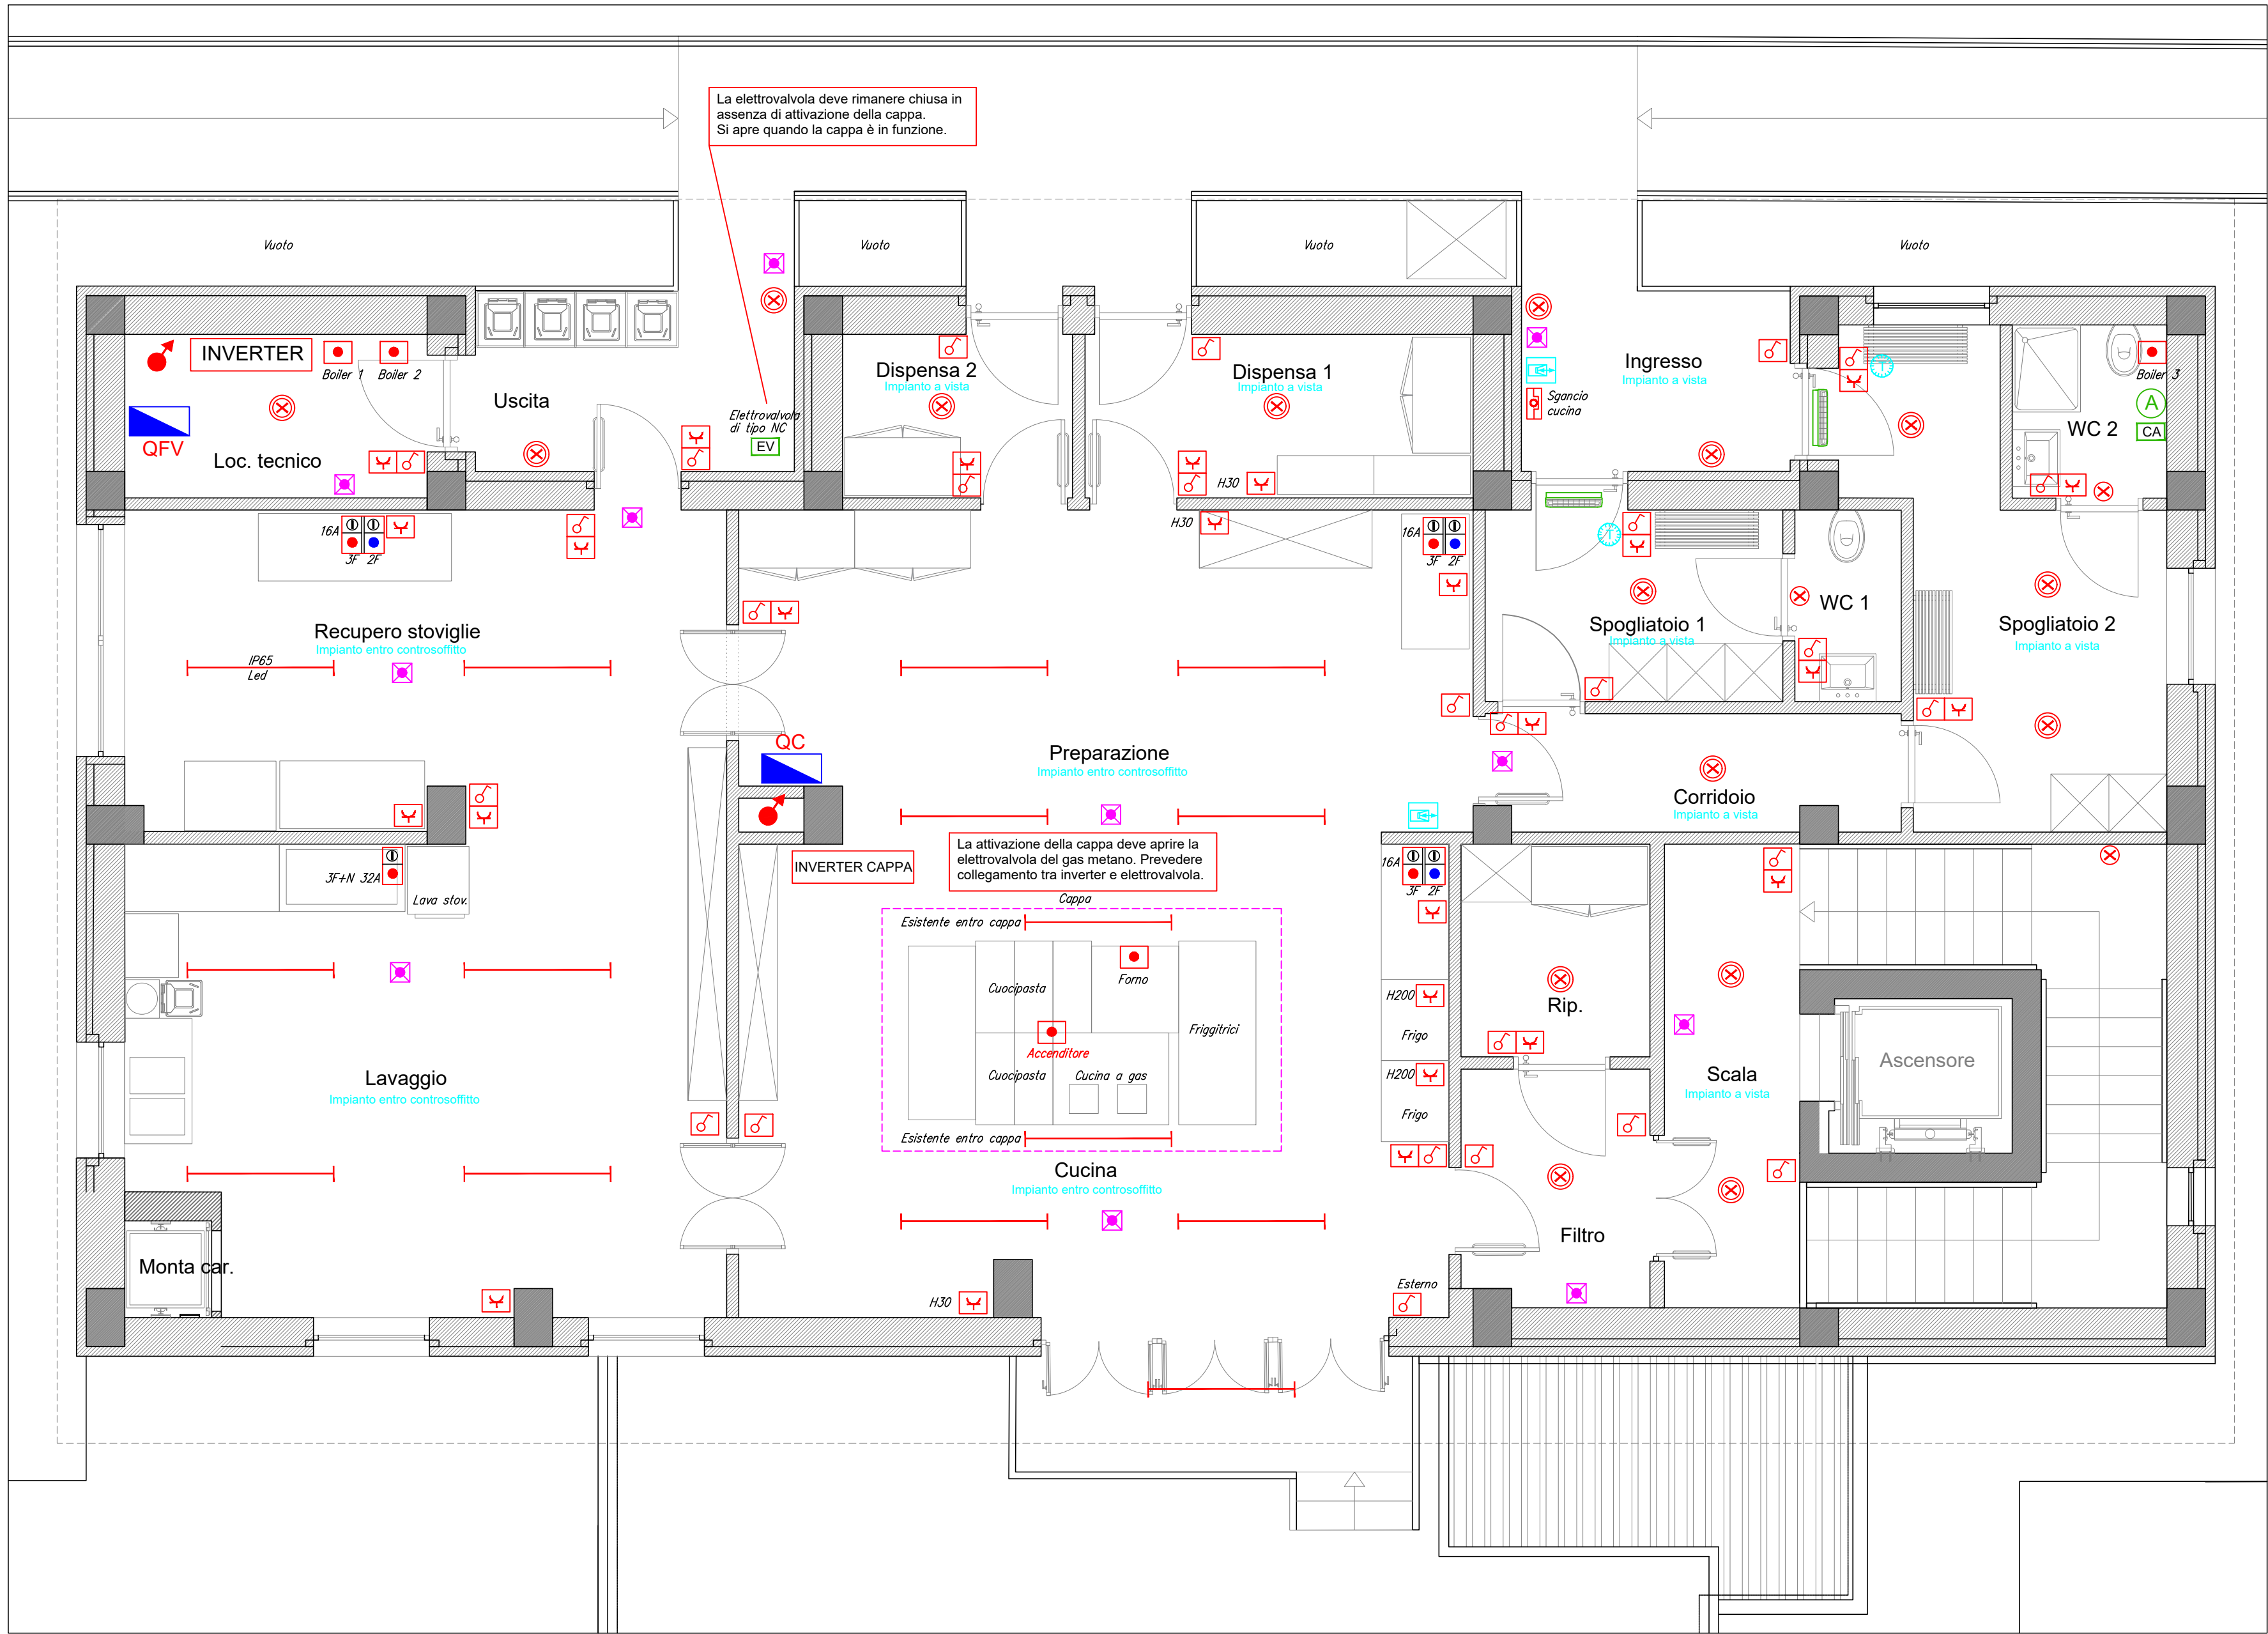 La elettrovalvola deve rimanere chiusa in
assenza di attivazione della cappa.
Si apre quando la cappa è in funzione.
Vuoto
Vuoto
Vuoto
Vuoto
INVERTER
Boiler 1
Boiler 2
QFV
Loc. tecnico
Uscita
Elettrovalvola
di tipo NC
EV
Dispensa 2
Impianto a vista
Dispensa 1
Impianto a vista
H30
Ingresso
Impianto a vista
Sgancio
cucina
T
Boiler 3
A
CA
WC 2
16A
3F
2F
H30
16A
3F
2F
T
Spogliatoio 1
Impianto a vista
WC 1
Spogliatoio 2
Impianto a vista
Recupero stoviglie
Impianto entro controsoffitto
IP65
Led
QC
Preparazione
Impianto entro controsoffitto
Corridoio
Impianto a vista
INVERTER CAPPA
La attivazione della cappa deve aprire la
elettrovalvola del gas metano. Prevedere
collegamento tra inverter e elettrovalvola.
Cappa
3F+N 32A
Lava stov.
16A
3F
2F
Esistente entro cappa
Cuocipasta
Forno
Friggitrici
Accenditore
Cuocipasta
Cucina a gas
Esistente entro cappa
H200
Frigo
H200
Frigo
Rip.
Lavaggio
Impianto entro controsoffitto
Scala
Impianto a vista
Ascensore
Cucina
Impianto entro controsoffitto
Filtro
Monta car.
H30
Esterno